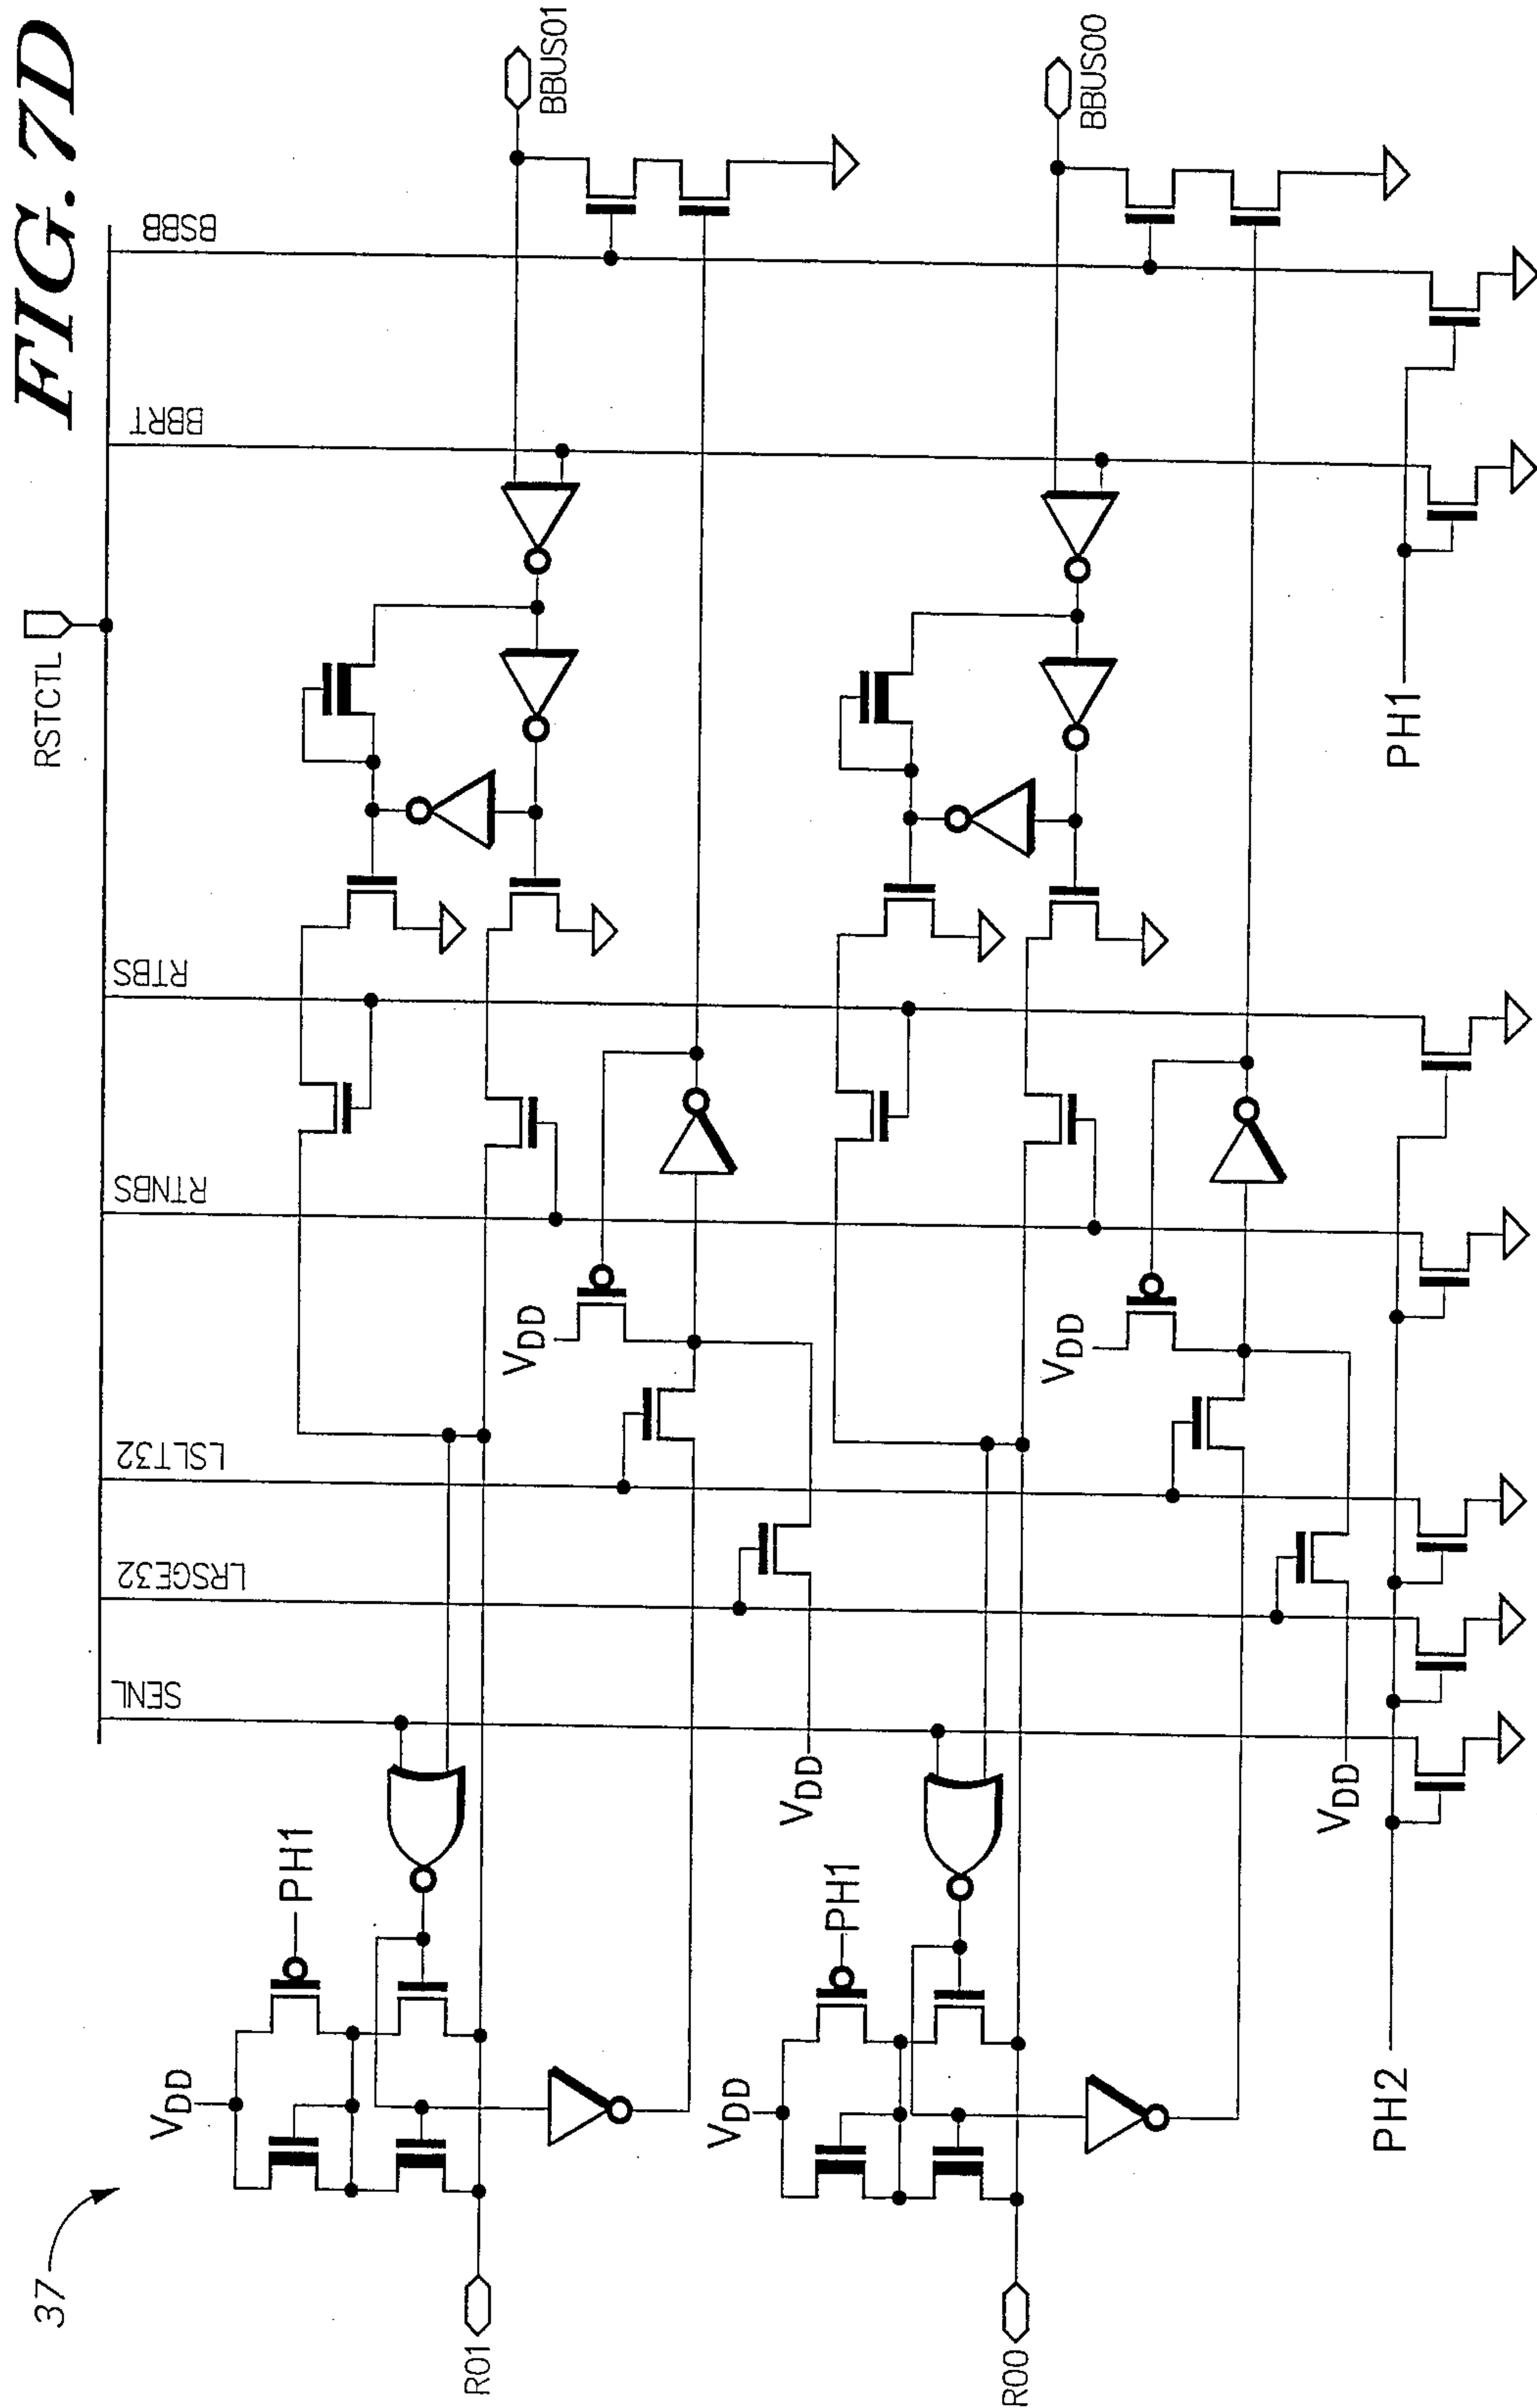 FIG. 7D
RSTCTL
BSBB
BBRT
RTBS
RTNBS
LSLT32
LRSGE32
SENL
37
BBUS01
VDD
PH1
VDD
VDD
R01
BBUS00
VDD
PH1
VDD
VDD
R00
PH1
PH2